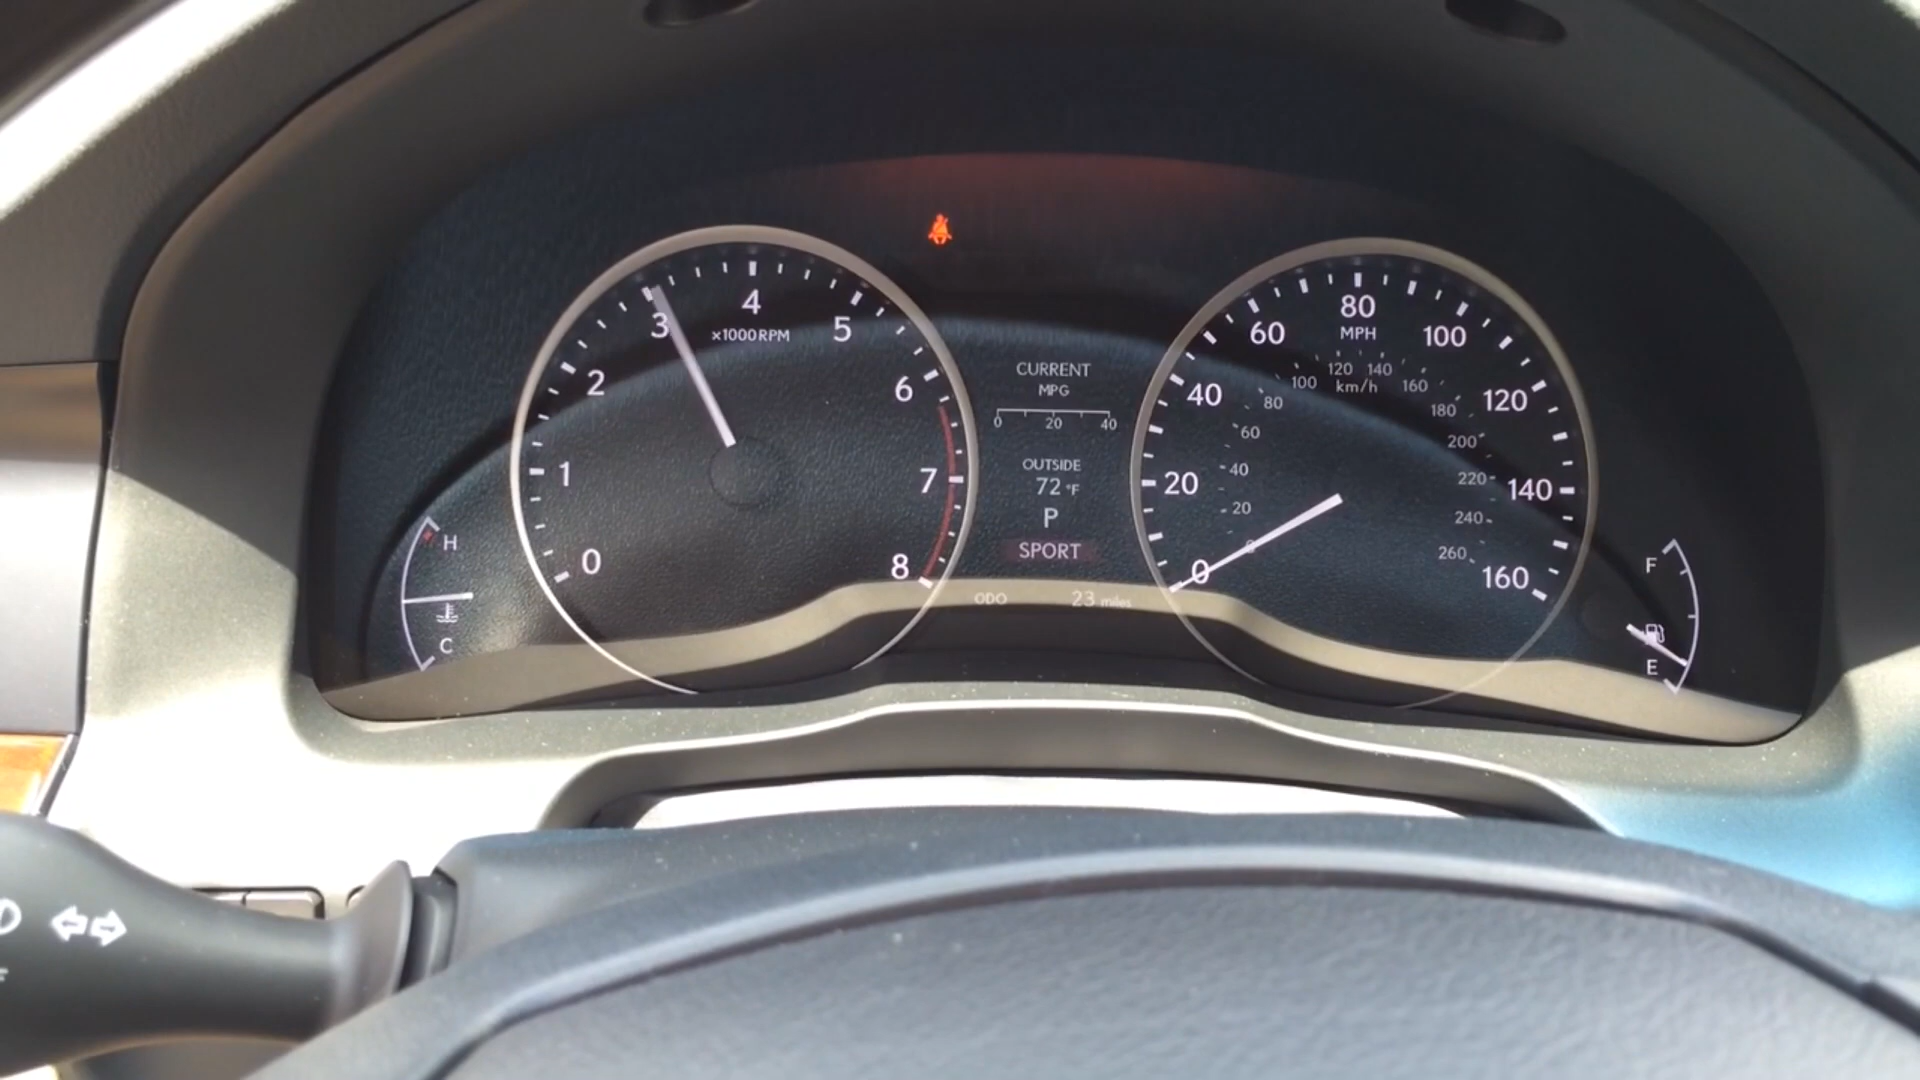 4
3
5
x1000RPM
2
6
1
7
0
8
H
C
CURRENT
MPG
0 20 40
OUTSIDE
72 °F
P
SPORT
ODO 23 miles
80
MPH
60
100
40
120
20
140
0
160
120 140
100 km/h 160
80
180
60
200
40
220
20
240
0
260
F
E